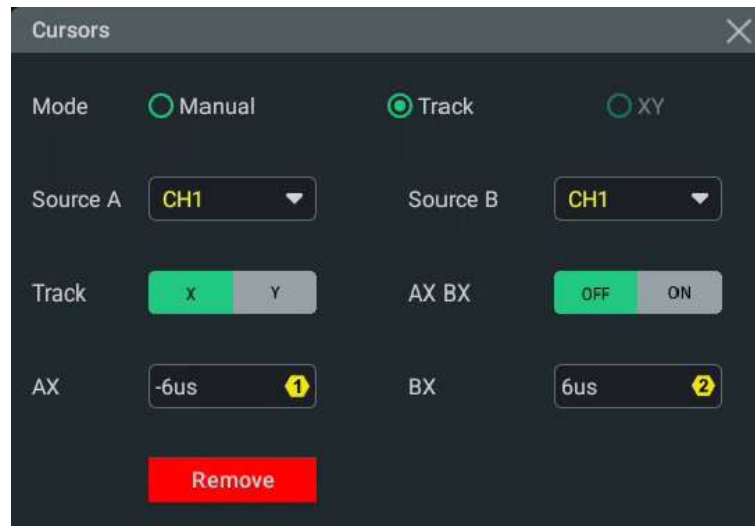 Cursors
Mode Manual Track XY
Source A CH1 Source B CH1
Track X Y AX BX OFF ON
AX -6us 1 BX 6us 2
Remove